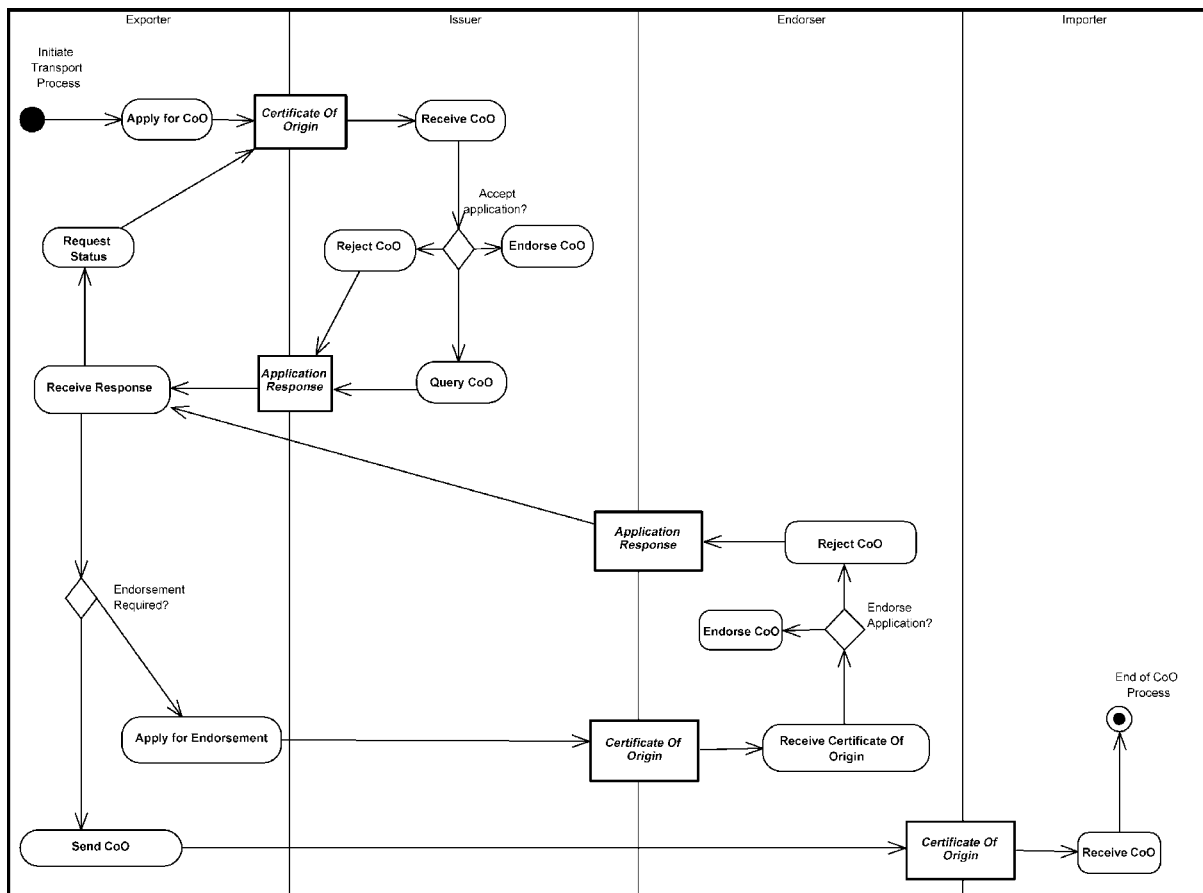 Exporter
Issuer
Endorser
Importer
Initiate
Transport
Process
Apply for CoO
Certificate Of
Origin
Receive CoO
Accept
application?
Request
Status
Reject CoO
Endorse CoO
Receive Response
Application
Response
Query CoO
Application
Response
Reject CoO
Endorsement
Required?
Endorse CoO
Endorse
Application?
End of CoO
Process
Apply for Endorsement
Certificate Of
Origin
Receive Certificate Of
Origin
Send CoO
Certificate Of
Origin
Receive CoO